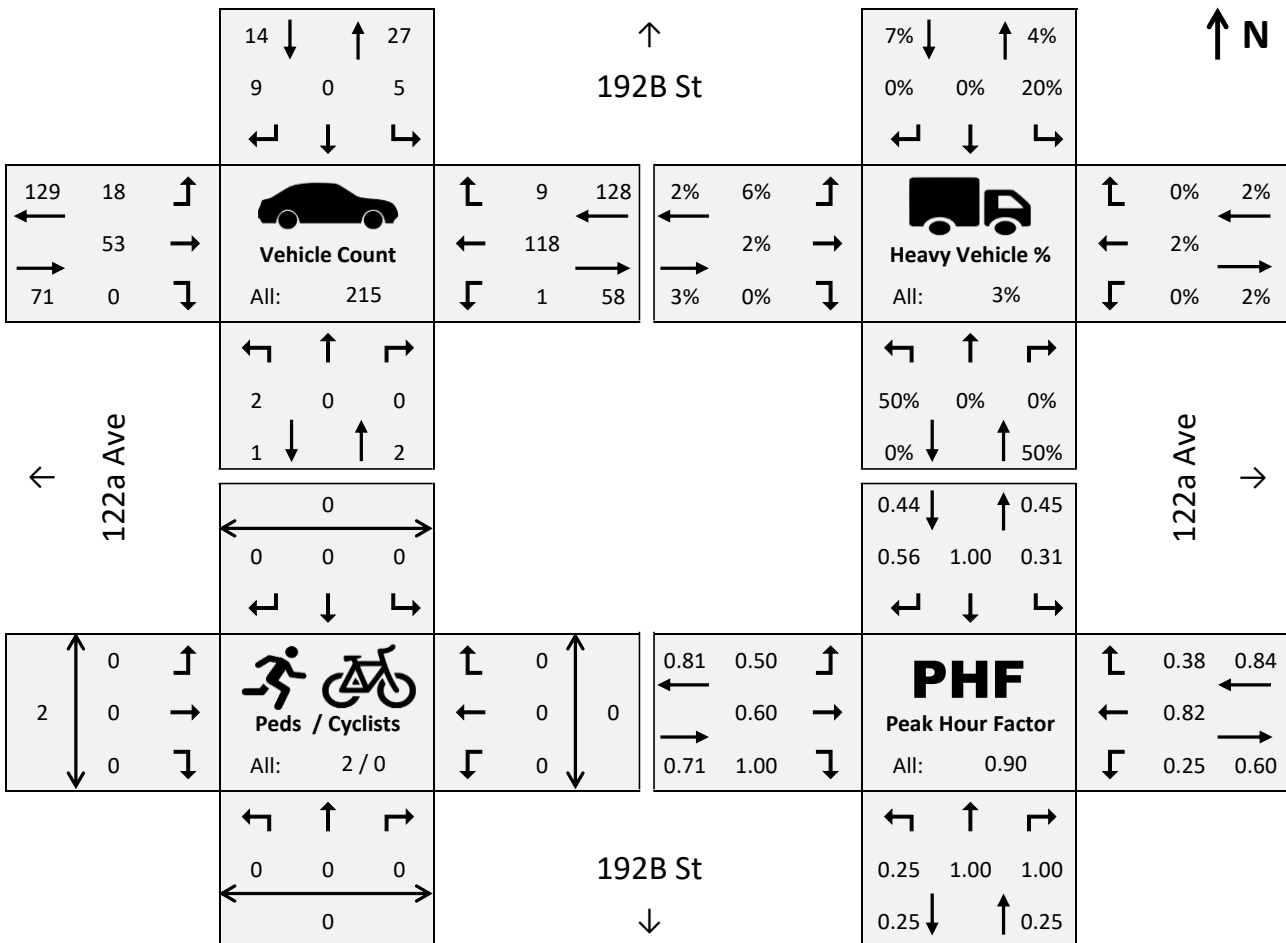 14 27 7% 4% N
192B St
9 0 5 0% 0% 20%
129 18 9 128 2% 6% 0% 2%
53 Vehicle Count 118 2% Heavy Vehicle % 2%
71 0 All: 215 1 58 3% 0% All: 3% 0% 2%
2 0 0 50% 0% 0%
1 2 0% 50%
122a Ave 122a Ave
0 0.44 0.45
0 0 0 0.56 1.00 0.31
0 0 0.81 0.50 PHF 0.38 0.84
2 0 Peds / Cyclists 0 0 0.60 Peak Hour Factor 0.82
0 All: 2 / 0 0 0.71 1.00 All: 0.90 0.25 0.60
0 0 0 192B St 0.25 1.00 1.00
0 0.25 0.25